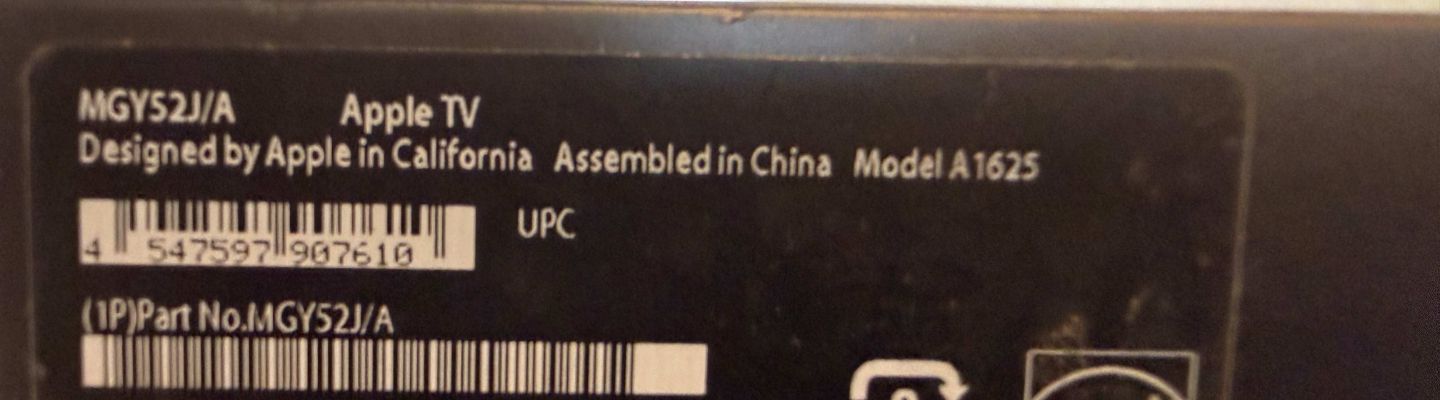 MGY52J/A Apple TV
Designed by Apple in California Assembled in China Model A1625
UPC
4 547597 907610
(1P)Part No.MGY52J/A